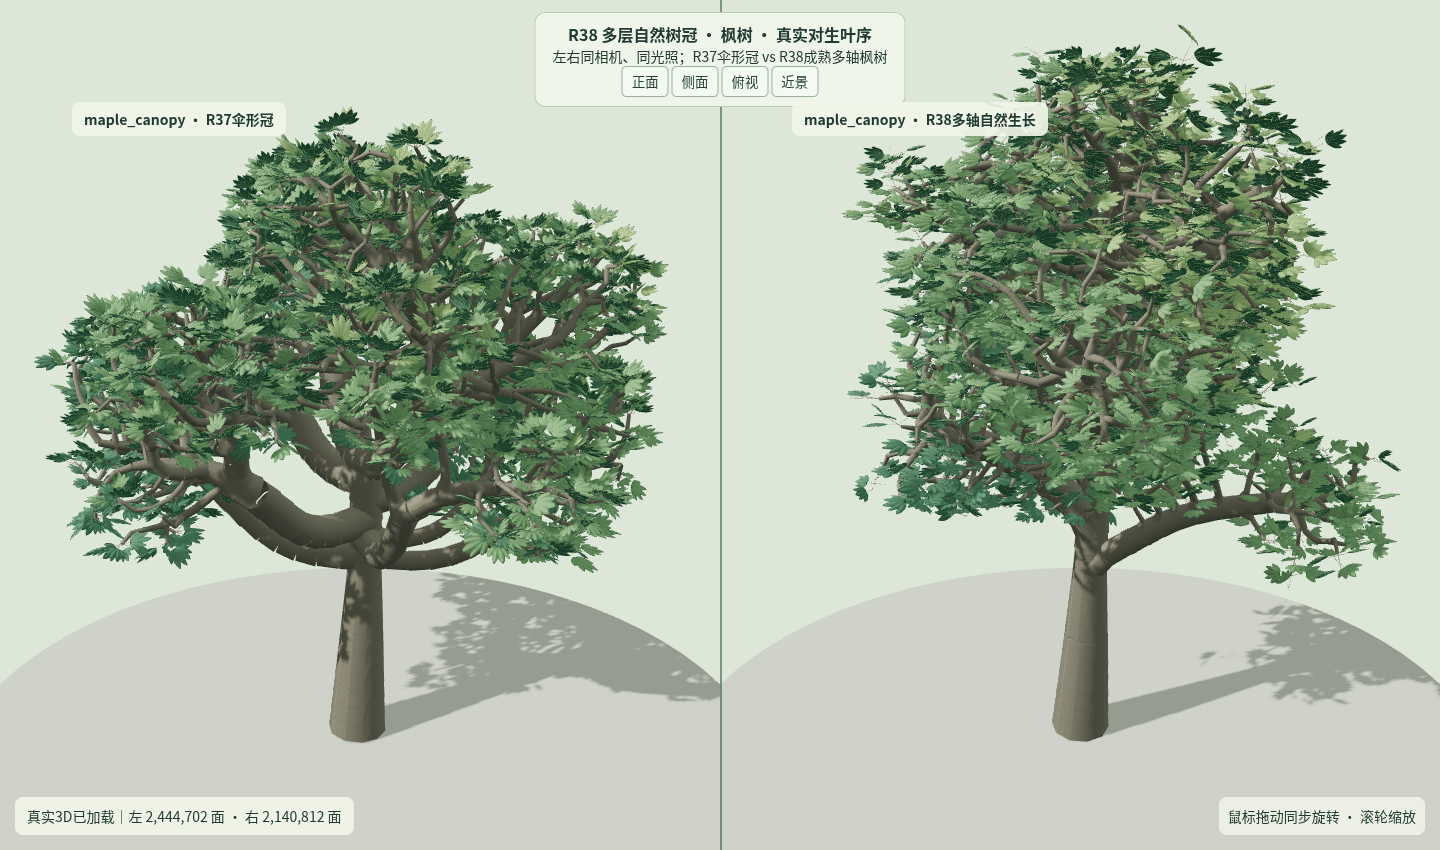 R38 多层自然树冠 · 枫树 · 真实对生叶序
左右同相机、同光照；R37伞形冠 vs R38成熟多轴枫树
正面 侧面 俯视 近景
maple_canopy · R37伞形冠
maple_canopy · R38多轴自然生长
真实3D已加载｜左 2,444,702 面 · 右 2,140,812 面
鼠标拖动同步旋转 · 滚轮缩放